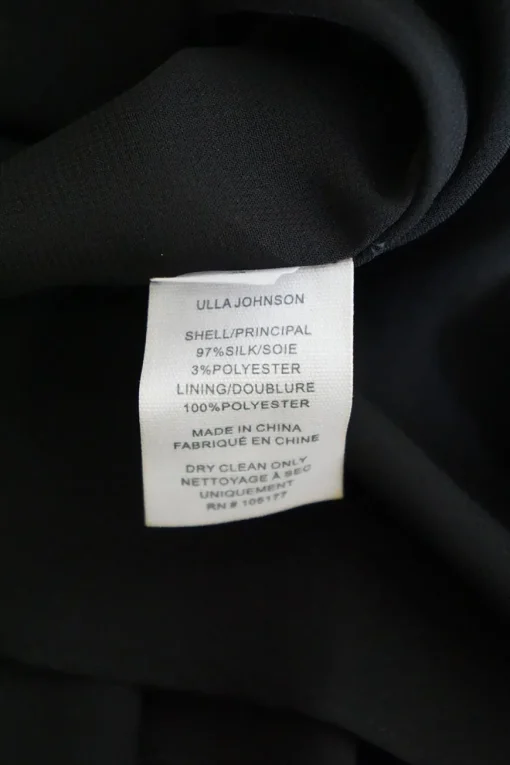 ULLA JOHNSON
SHELL/PRINCIPAL
97%SILK/SOIE
3%POLYESTER
LINING/DOUBLURE
100%POLYESTER
MADE IN CHINA
FABRIQUÉ EN CHINE
DRY CLEAN ONLY
NETTOYAGE À SEC
UNIQUEMENT
RN # 106177